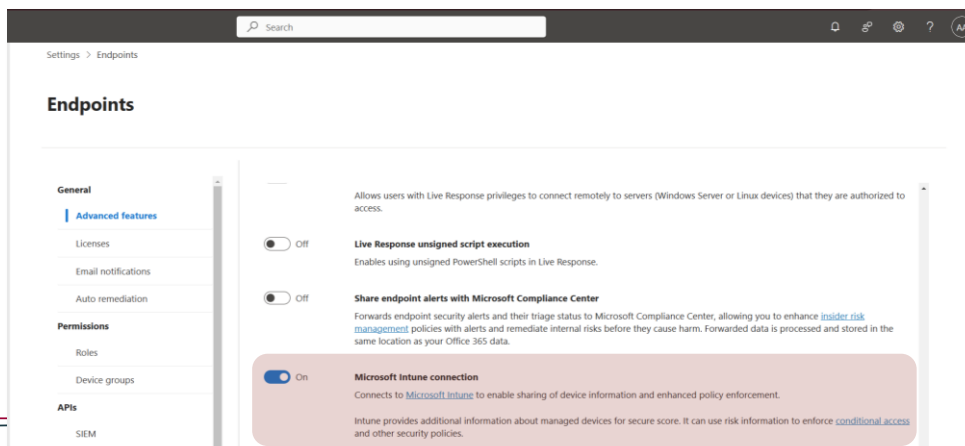 Search
?
AA
Settings > Endpoints
Endpoints
General
Advanced features
Licenses
Email notifications
Auto remediation
Permissions
Roles
Device groups
APIs
SIEM
Allows users with Live Response privileges to connect remotely to servers (Windows Server or Linux devices) that they are authorized to
access.
Off
Live Response unsigned script execution
Enables using unsigned PowerShell scripts in Live Response.
Off
Share endpoint alerts with Microsoft Compliance Center
Forwards endpoint security alerts and their triage status to Microsoft Compliance Center, allowing you to enhance insider risk
management policies with alerts and remediate internal risks before they cause harm. Forwarded data is processed and stored in the
same location as your Office 365 data.
On
Microsoft Intune connection
Connects to Microsoft Intune to enable sharing of device information and enhanced policy enforcement.
Intune provides additional information about managed devices for secure score. It can use risk information to enforce conditional access
and other security policies.